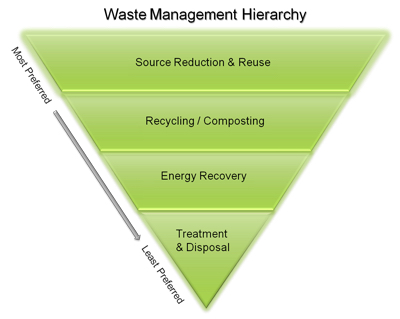 Waste Management Hierarchy
Most Preferred
Source Reduction & Reuse
Recycling / Composting
Energy Recovery
Treatment
& Disposal
Least Preferred